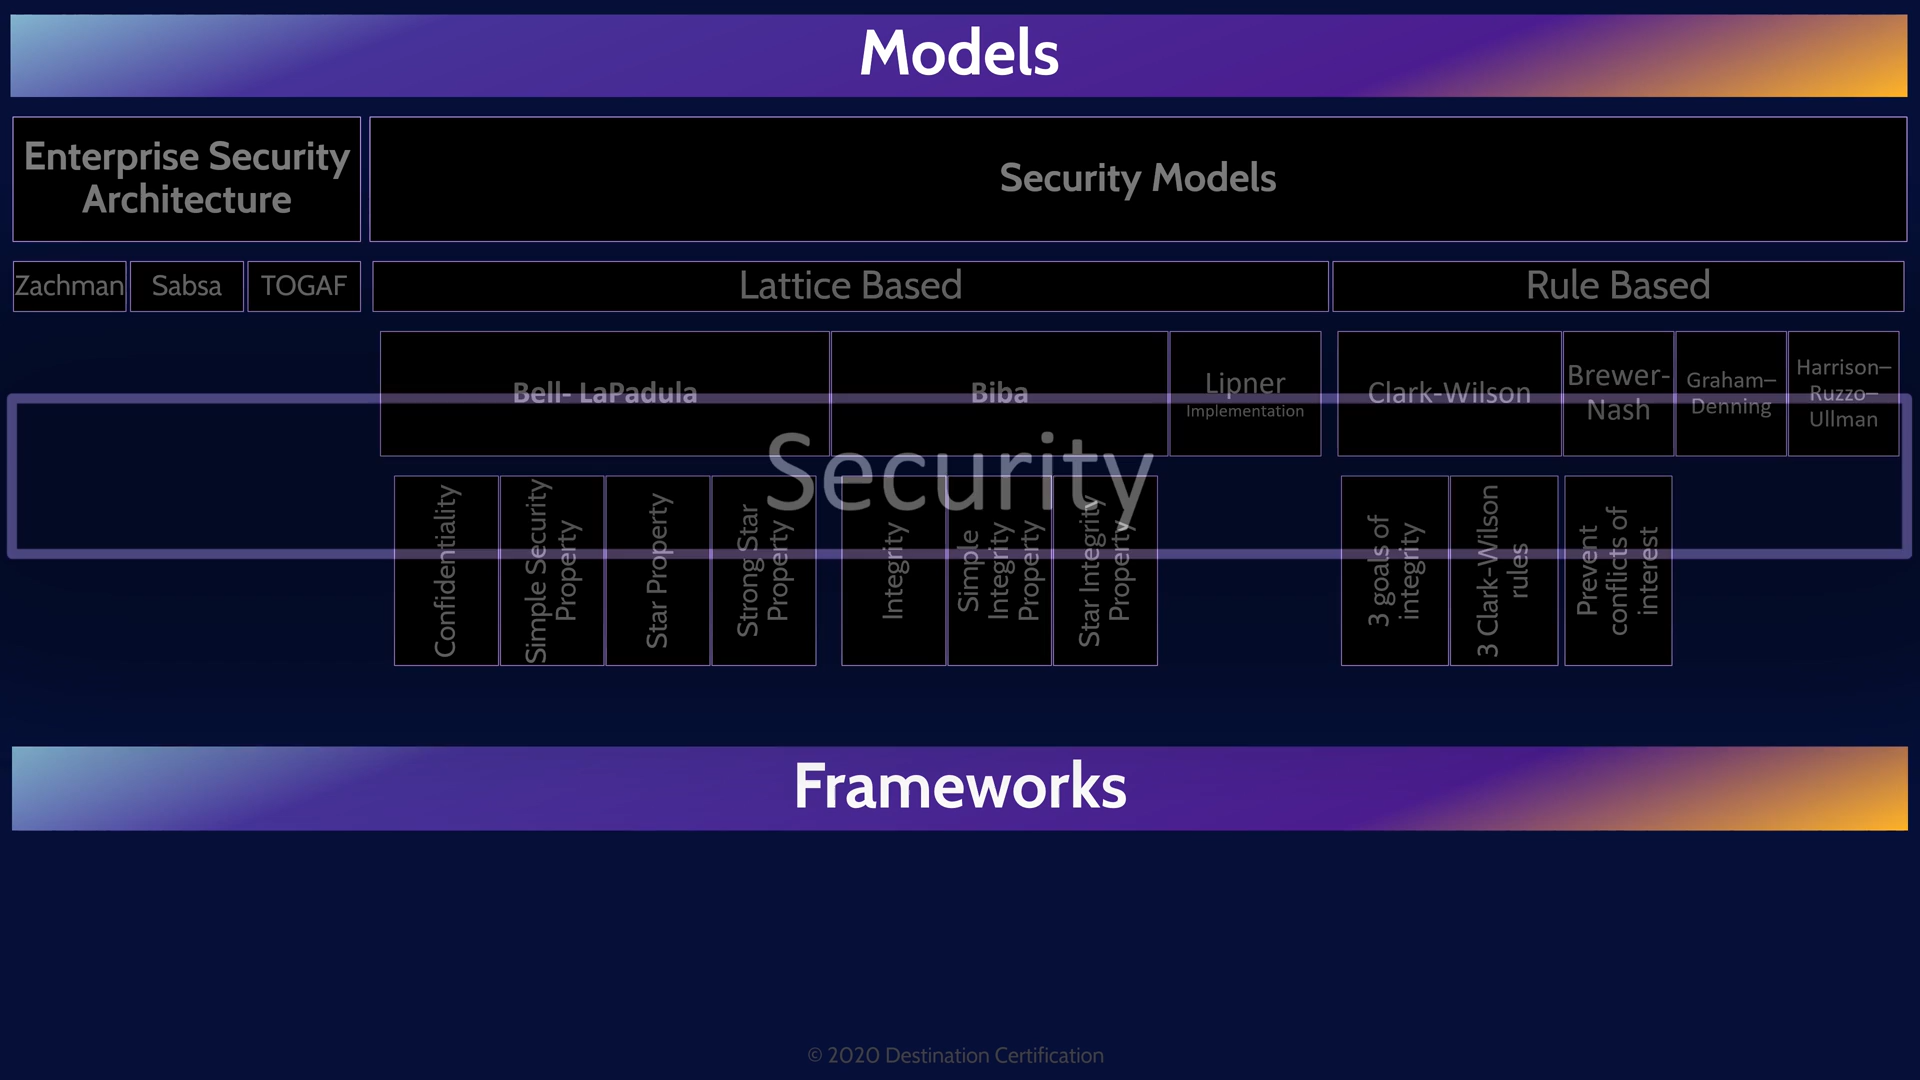 Models
Enterprise Security
Architecture
Security Models
Zachman
Sabsa
TOGAF
Lattice Based
Rule Based
Bell- LaPadula
Biba
Lipner
Implementation
Clark-Wilson
Brewer-
Nash
Graham–
Denning
Harrison–
Ruzzo–
Ullman
Security
Confidentiality
Simple Security
Property
Star Property
Strong Star
Property
Integrity
Simple
Integrity
Property
Star Integrity
Property
3 goals of
integrity
3 Clark-Wilson
rules
Prevent
conflicts of
interest
Frameworks
© 2020 Destination Certification